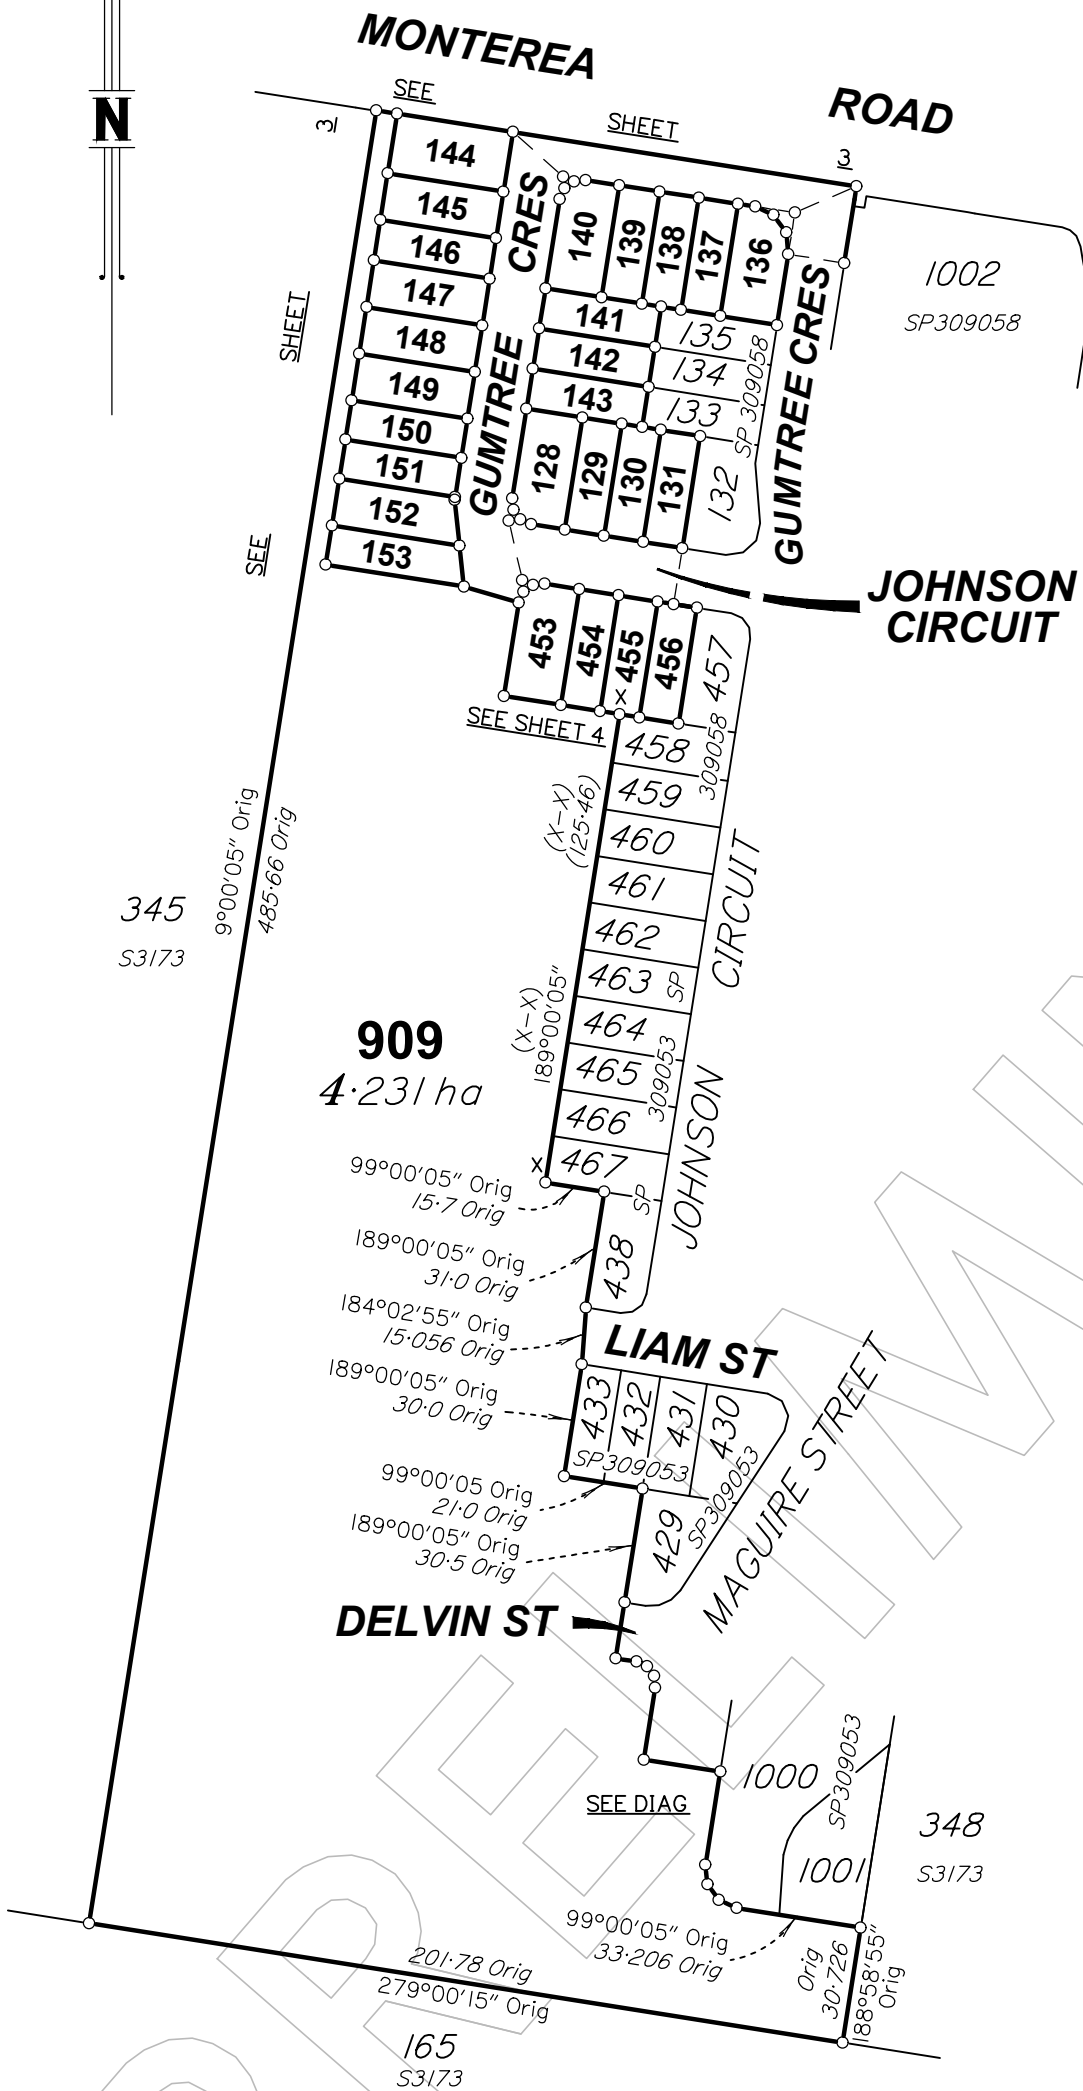 MONTEREA
ROAD
N
SEE
SHEET
3
3
144
145
146
147
148
149
150
151
152
153
SHEET
SEE
GUMTREE
CRES
140
139
138
137
136
141
142
143
135
134
133
SP 309058
128
129
130
131
132
GUMTREE CRES
1002
SP309058
JOHNSON
CIRCUIT
453
454
455
456
457
X
SEE SHEET 4
458
309058
459
460
461
462
463
SP
464
465
309053
466
467
SP
438
(X-X)
(125·46)
(X-X)
189°00'05"
X
CIRCUIT
JOHNSON
9°00'05" Orig
485·66 Orig
345
S3173
909
4·231 ha
99°00'05" Orig
15·7 Orig
189°00'05" Orig
31·0 Orig
184°02'55" Orig
15·056 Orig
189°00'05" Orig
30·0 Orig
LIAM ST
433
432
431
430
SP309053
99°00'05 Orig
21·0 Orig
189°00'05" Orig
30·5 Orig
429
SP309053
MAGUIRE STREET
DELVIN ST
SEE DIAG
1000
SP309053
1001
348
S3173
99°00'05" Orig
33·206 Orig
Orig
30·726
188°58'55"
Orig
201·78 Orig
279°00'15" Orig
165
S3173